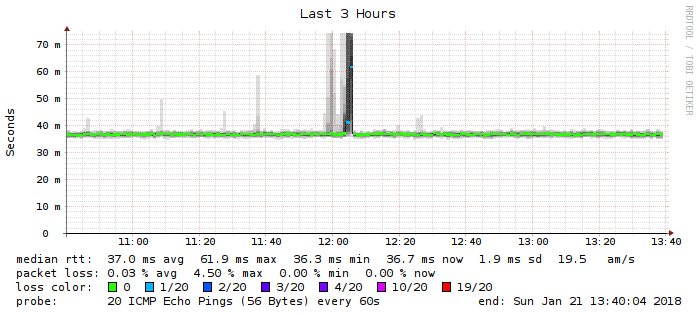 Last 3 Hours
RRDTOOL / TOBI OETIKER
Seconds
70 m
60 m
50 m
40 m
30 m
20 m
10 m
0
11:00 11:20 11:40 12:00 12:20 12:40 13:00 13:20 13:40
median rtt: 37.0 ms avg 61.9 ms max 36.3 ms min 36.7 ms now 1.9 ms sd 19.5 am/s
packet loss: 0.03 % avg 4.50 % max 0.00 % min 0.00 % now
loss color: 0 1/20 2/20 3/20 4/20 10/20 19/20
probe: 20 ICMP Echo Pings (56 Bytes) every 60s end: Sun Jan 21 13:40:04 2018